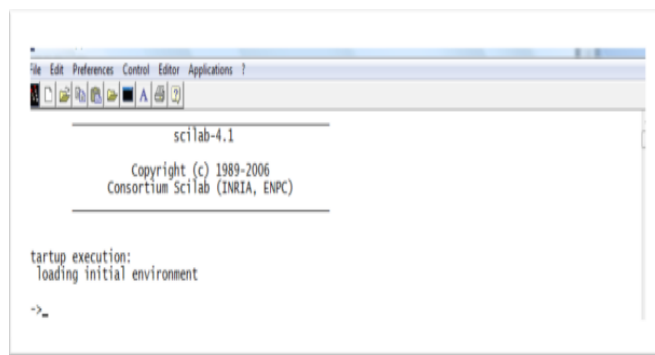 File Edit Preferences Control Editor Applications ?
A
scilab-4.1
Copyright (c) 1989-2006
Consortium Scilab (INRIA, ENPC)
tartup execution:
loading initial environment
->_